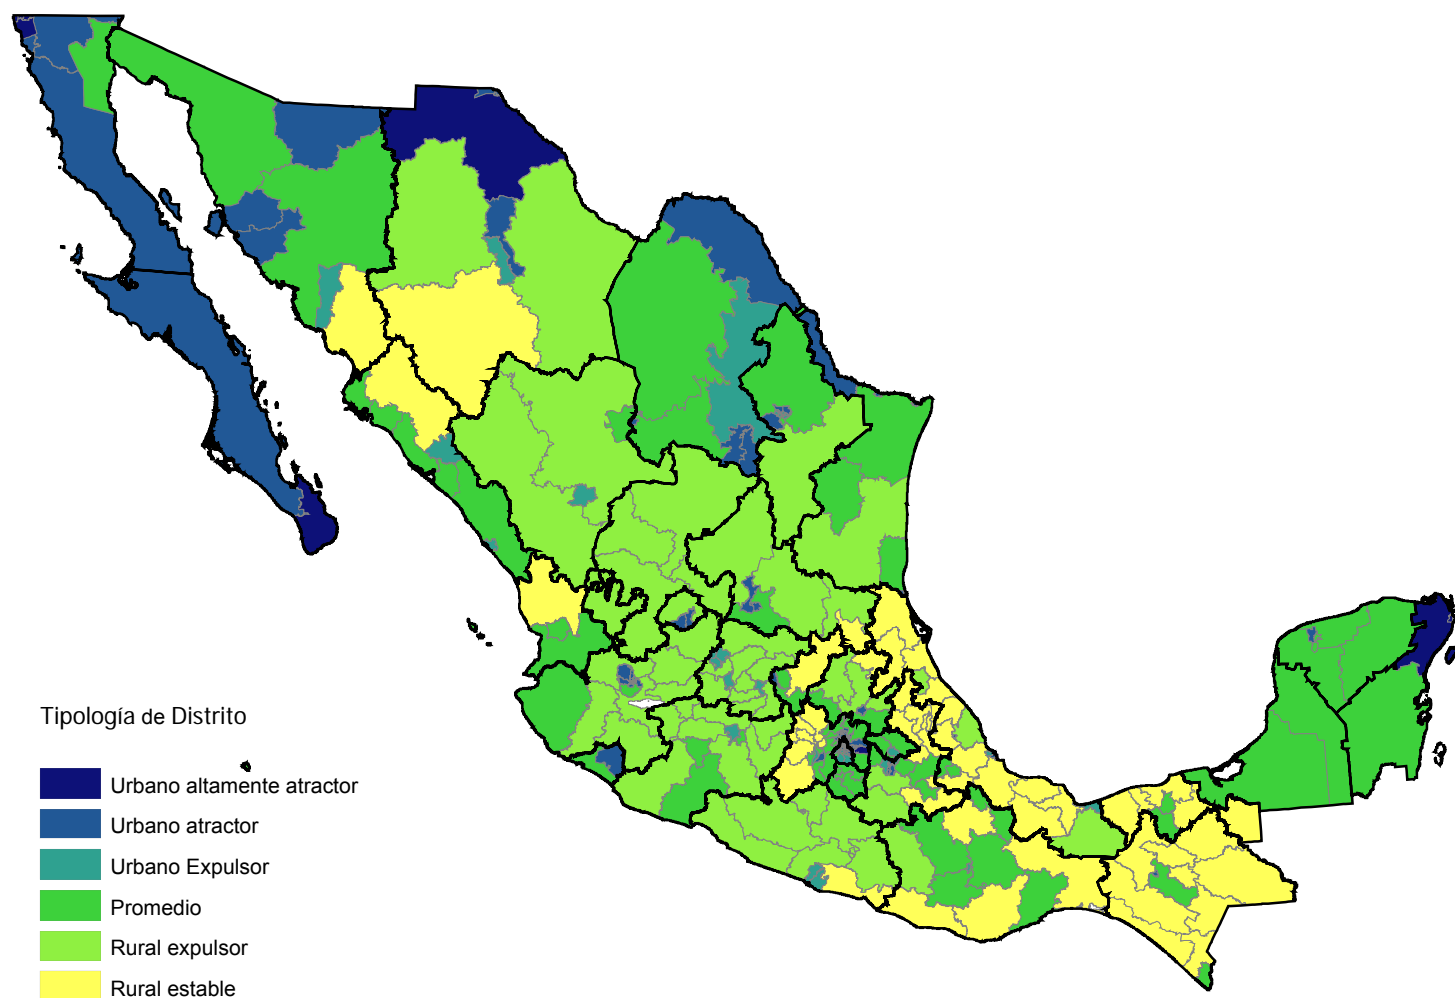 Tipología de Distrito
Urbano altamente atractor
Urbano atractor
Urbano Expulsor
Promedio
Rural expulsor
Rural estable